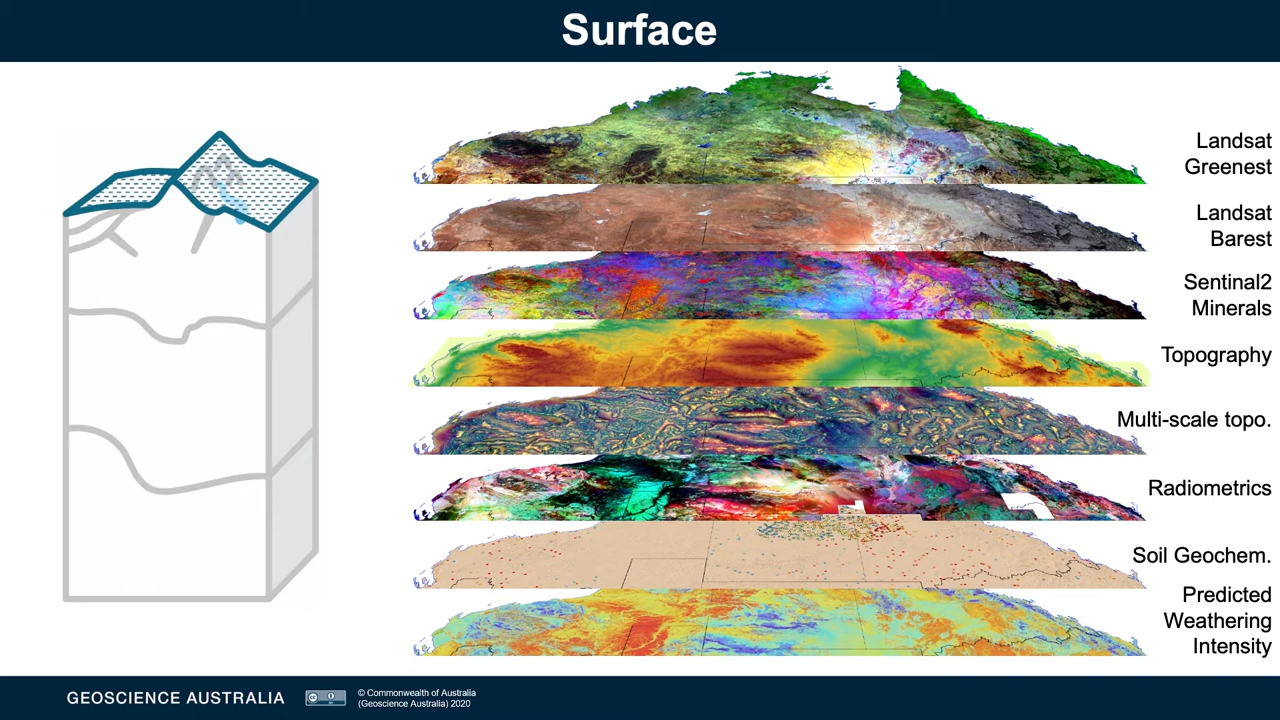 Surface
Landsat
Greenest
Landsat
Barest
Sentinal2
Minerals
Topography
Multi-scale topo.
Radiometrics
Soil Geochem.
Predicted
Weathering
Intensity
GEOSCIENCE AUSTRALIA
© Commonwealth of Australia
(Geoscience Australia) 2020